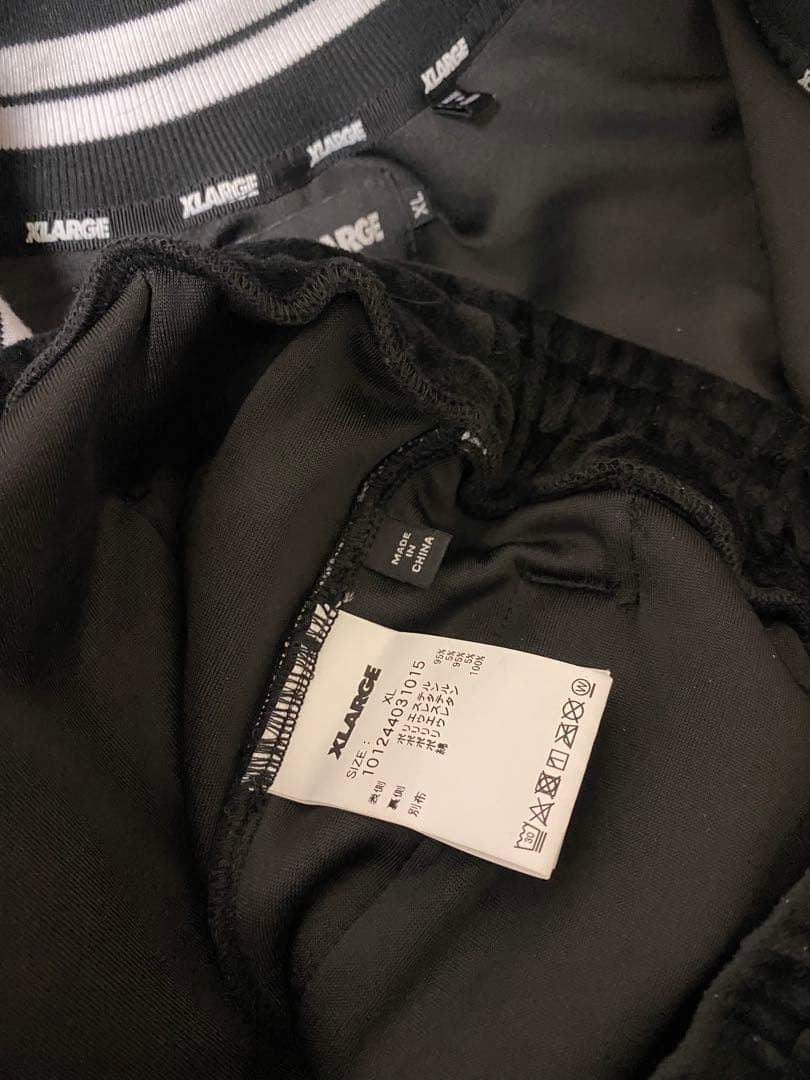 XLARGE
XLARGE
XLARGE
XLARGE
ARGE
XL
MADE
IN
CHINA
XLARGE
SIZE : XL
101244031015
表側 ポリエステル 95%
ポリウレタン 5%
裏側 ポリエステル 95%
ポリウレタン 5%
別布 綿 100%
30
W